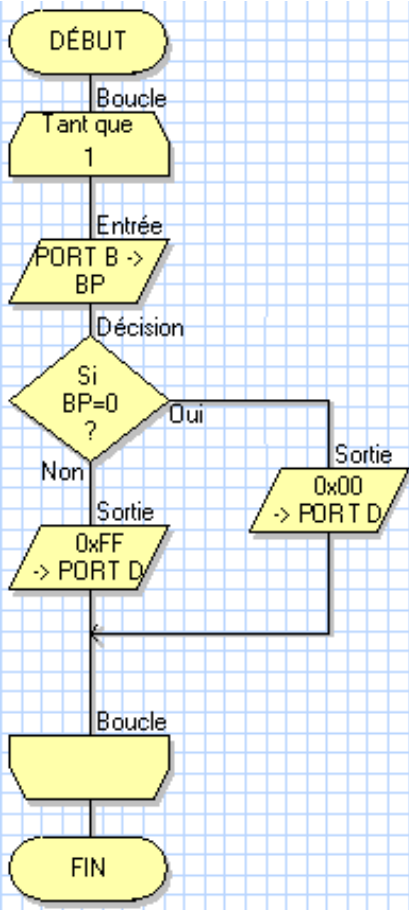 DÉBUT
Boucle
Tant que
1
Entrée
PORT B ->
BP
Décision
Si
BP=0
?
Oui
Non
Sortie
0x00
-> PORT D
Sortie
0xFF
-> PORT D
Boucle
FIN